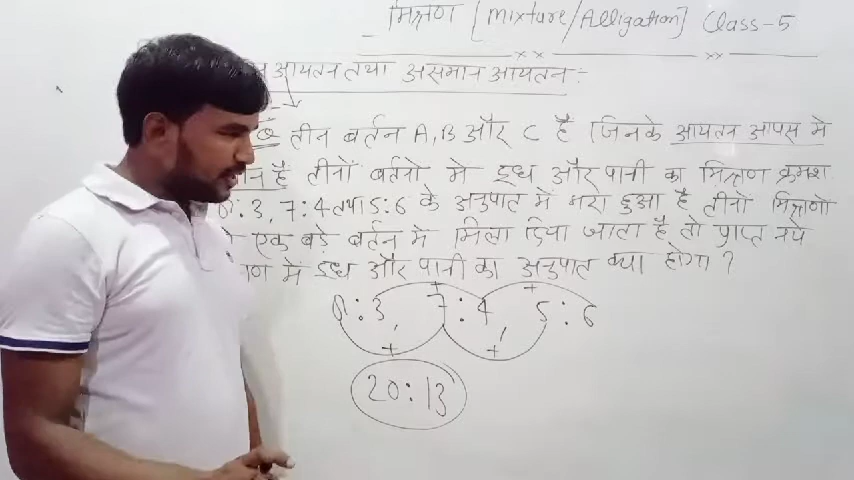 मिश्रण [Mixture/Alligation] Class-5
आयतन तथा असमान आयतन :-
तीन बर्तन A, B और C है जिनके आयतन आपस मे
है तीनों बर्तनो मे दूध और पानी का मिश्रण क्रमश
: 3, 7:4 तथा 5:6 के अनुपात में भरा हुआ है तीनों मिश्रणो
एक बड़े बर्तन मे मिला दिया जाता है तो प्राप्त नये
में दूध और पानी का अनुपात क्या होगा ?
8:3, 7:4, 5:6
20:13